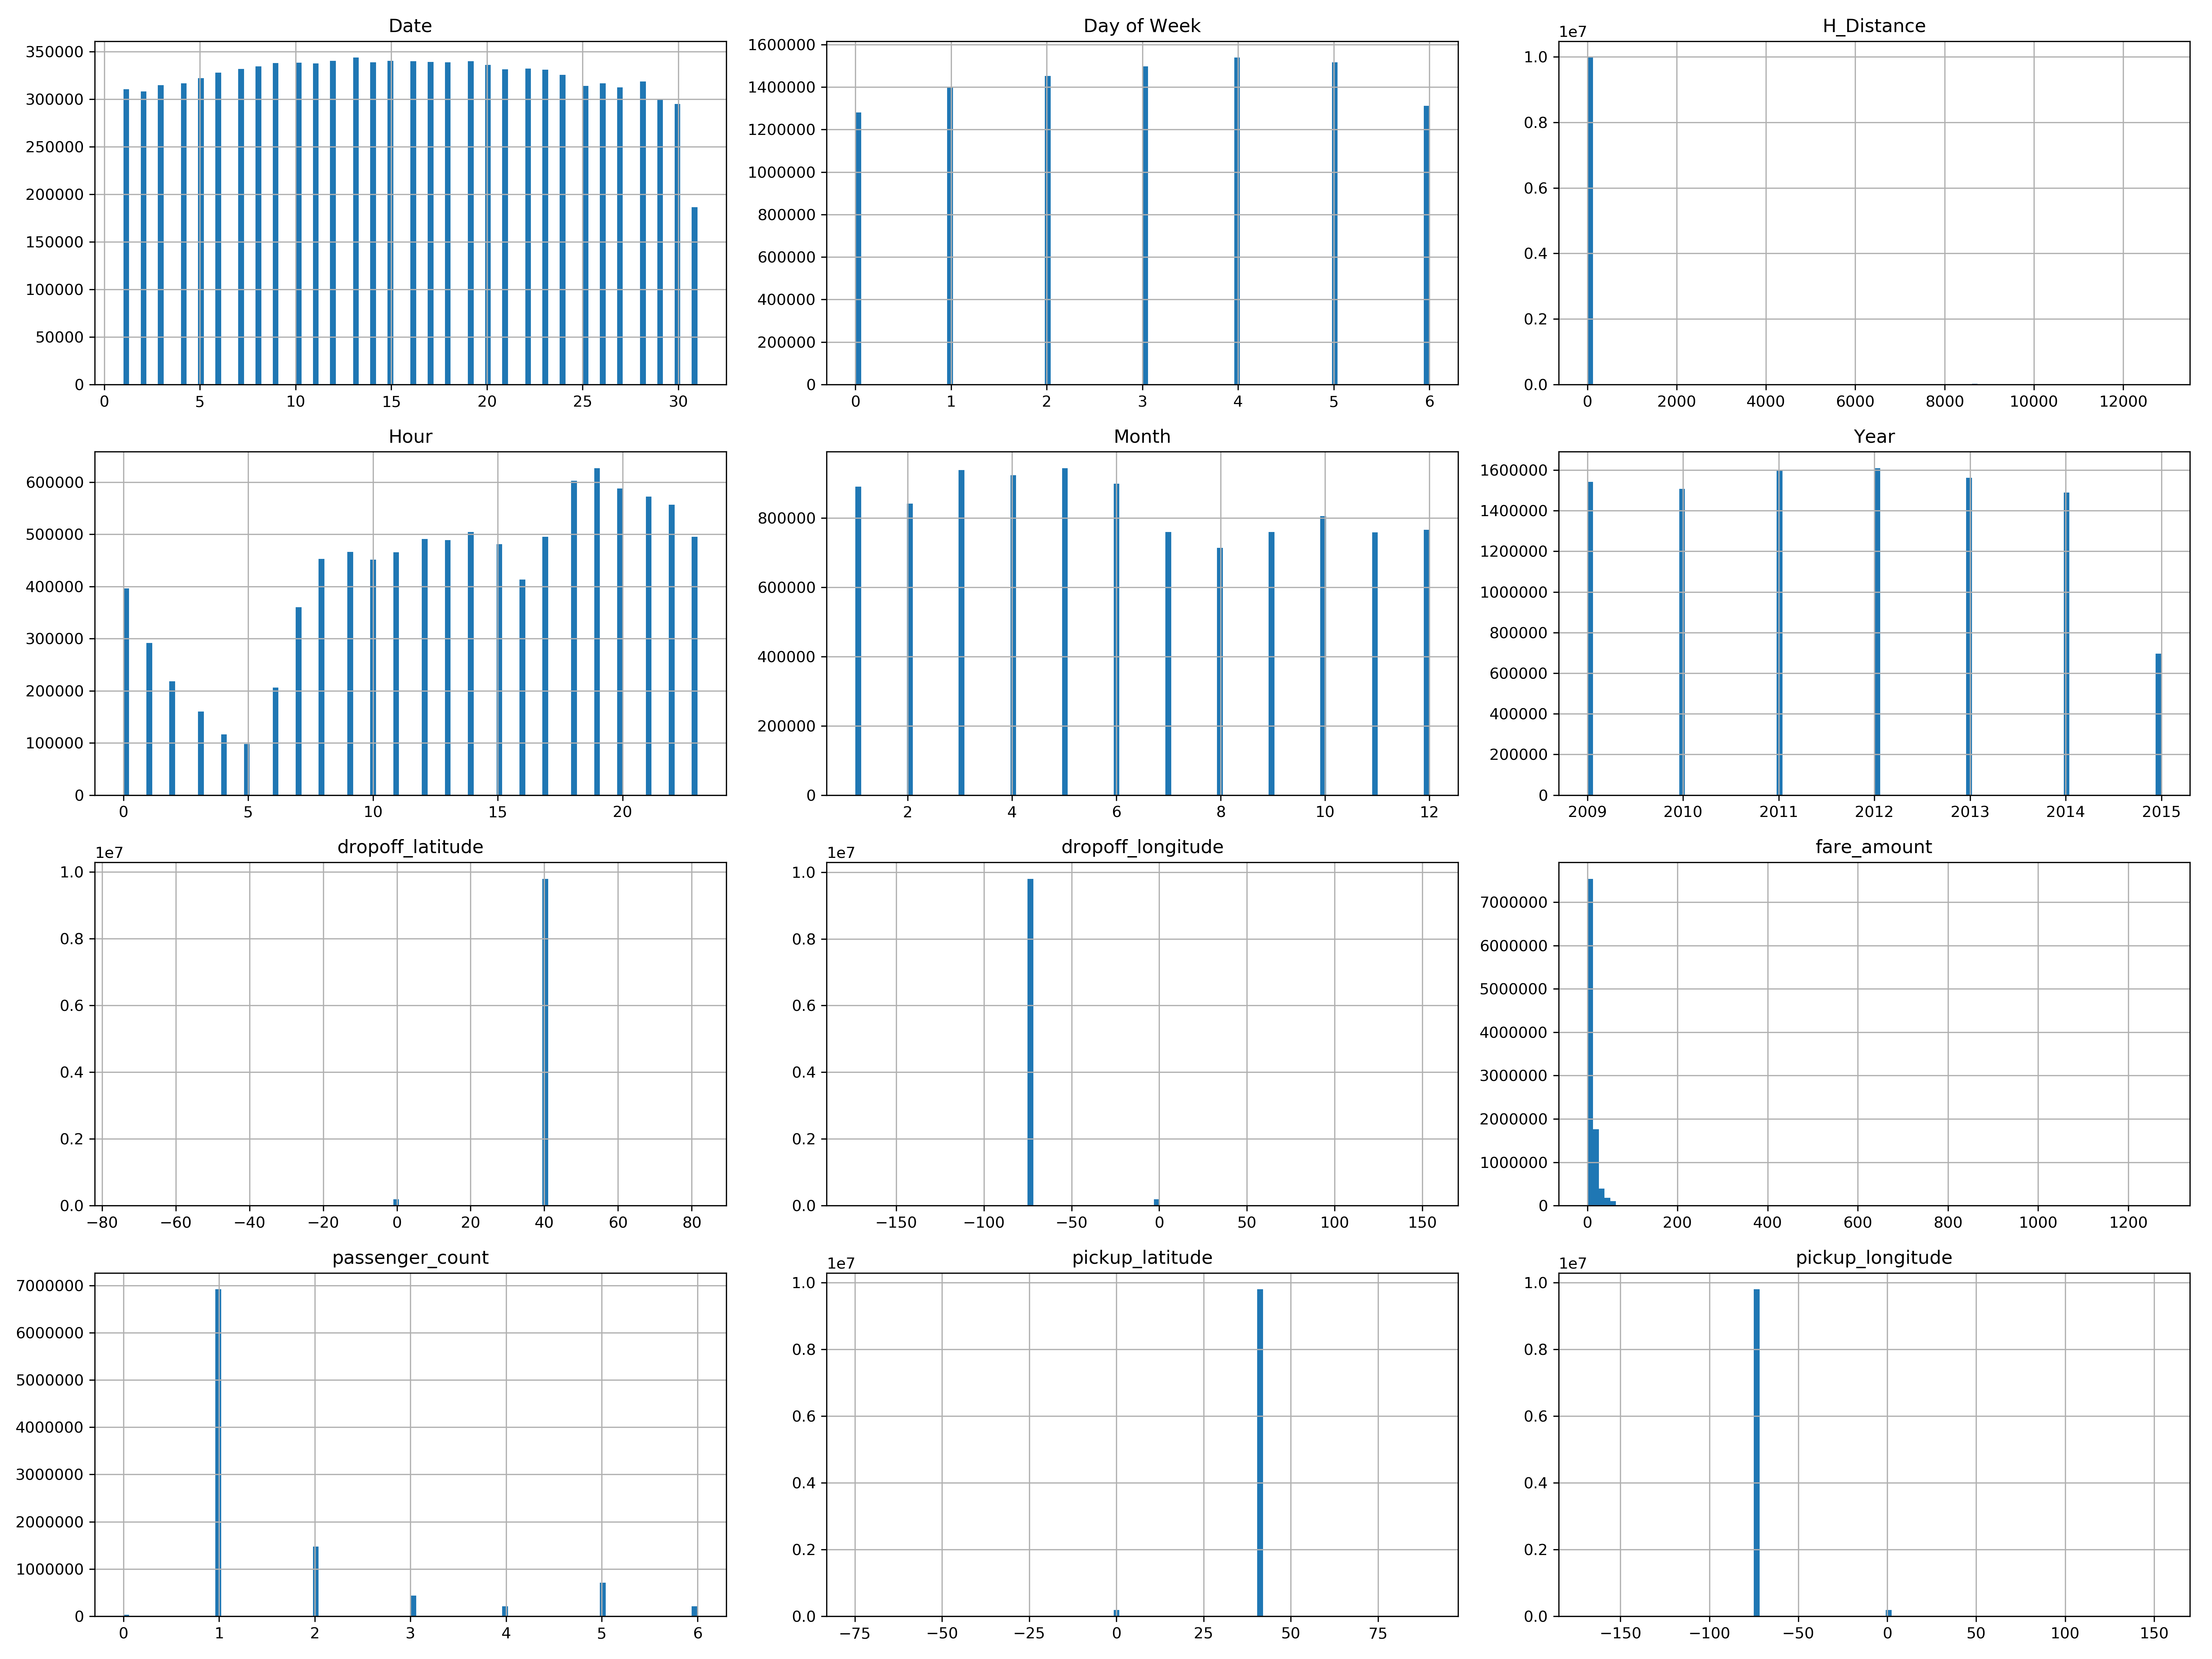 Date
350000
300000
250000
200000
150000
100000
50000
0
0 5 10 15 20 25 30
Day of Week
1600000
1400000
1200000
1000000
800000
600000
400000
200000
0
0 1 2 3 4 5 6
H_Distance
1e7
1.0
0.8
0.6
0.4
0.2
0.0
0 2000 4000 6000 8000 10000 12000
Hour
600000
500000
400000
300000
200000
100000
0
0 5 10 15 20
Month
800000
600000
400000
200000
0
2 4 6 8 10 12
Year
1600000
1400000
1200000
1000000
800000
600000
400000
200000
0
2009 2010 2011 2012 2013 2014 2015
dropoff_latitude
1e7
1.0
0.8
0.6
0.4
0.2
0.0
−80 −60 −40 −20 0 20 40 60 80
dropoff_longitude
1e7
1.0
0.8
0.6
0.4
0.2
0.0
−150 −100 −50 0 50 100 150
fare_amount
7000000
6000000
5000000
4000000
3000000
2000000
1000000
0
0 200 400 600 800 1000 1200
passenger_count
7000000
6000000
5000000
4000000
3000000
2000000
1000000
0
0 1 2 3 4 5 6
pickup_latitude
1e7
1.0
0.8
0.6
0.4
0.2
0.0
−75 −50 −25 0 25 50 75
pickup_longitude
1e7
1.0
0.8
0.6
0.4
0.2
0.0
−150 −100 −50 0 50 100 150